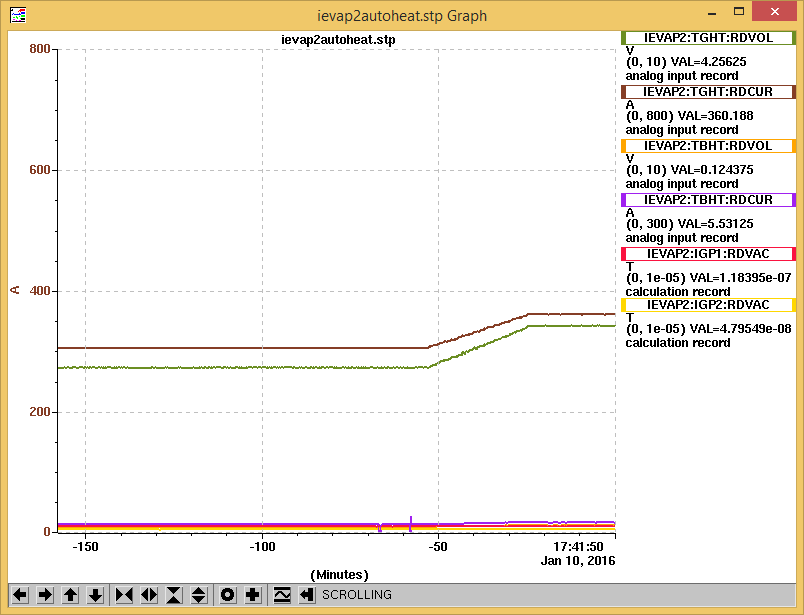 ievap2autoheat.stp Graph
ievap2autoheat.stp
800
600
400
200
0
A
-150
-100
-50
17:41:50
Jan 10, 2016
(Minutes)
IEVAP2:TGHT:RDVOL
V
(0, 10) VAL=4.25625
analog input record
IEVAP2:TGHT:RDCUR
A
(0, 800) VAL=360.188
analog input record
IEVAP2:TBHT:RDVOL
V
(0, 10) VAL=0.124375
analog input record
IEVAP2:TBHT:RDCUR
A
(0, 300) VAL=5.53125
analog input record
IEVAP2:IGP1:RDVAC
T
(0, 1e-05) VAL=1.18395e-07
calculation record
IEVAP2:IGP2:RDVAC
T
(0, 1e-05) VAL=4.79549e-08
calculation record
SCROLLING